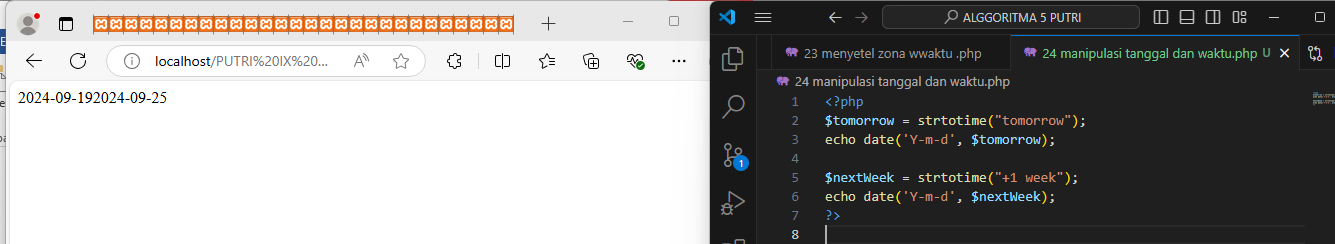 localhost/PUTRI%20IX%20...
2024-09-192024-09-25
ALGGORITMA 5 PUTRI
23 menyetel zona wwaktu .php
24 manipulasi tanggal dan waktu.php U
24 manipulasi tanggal dan waktu.php
1 <?php
2 $tomorrow = strtotime("tomorrow");
3 echo date('Y-m-d', $tomorrow);
4
5 $nextWeek = strtotime("+1 week");
6 echo date('Y-m-d', $nextWeek);
7 ?>
8
1